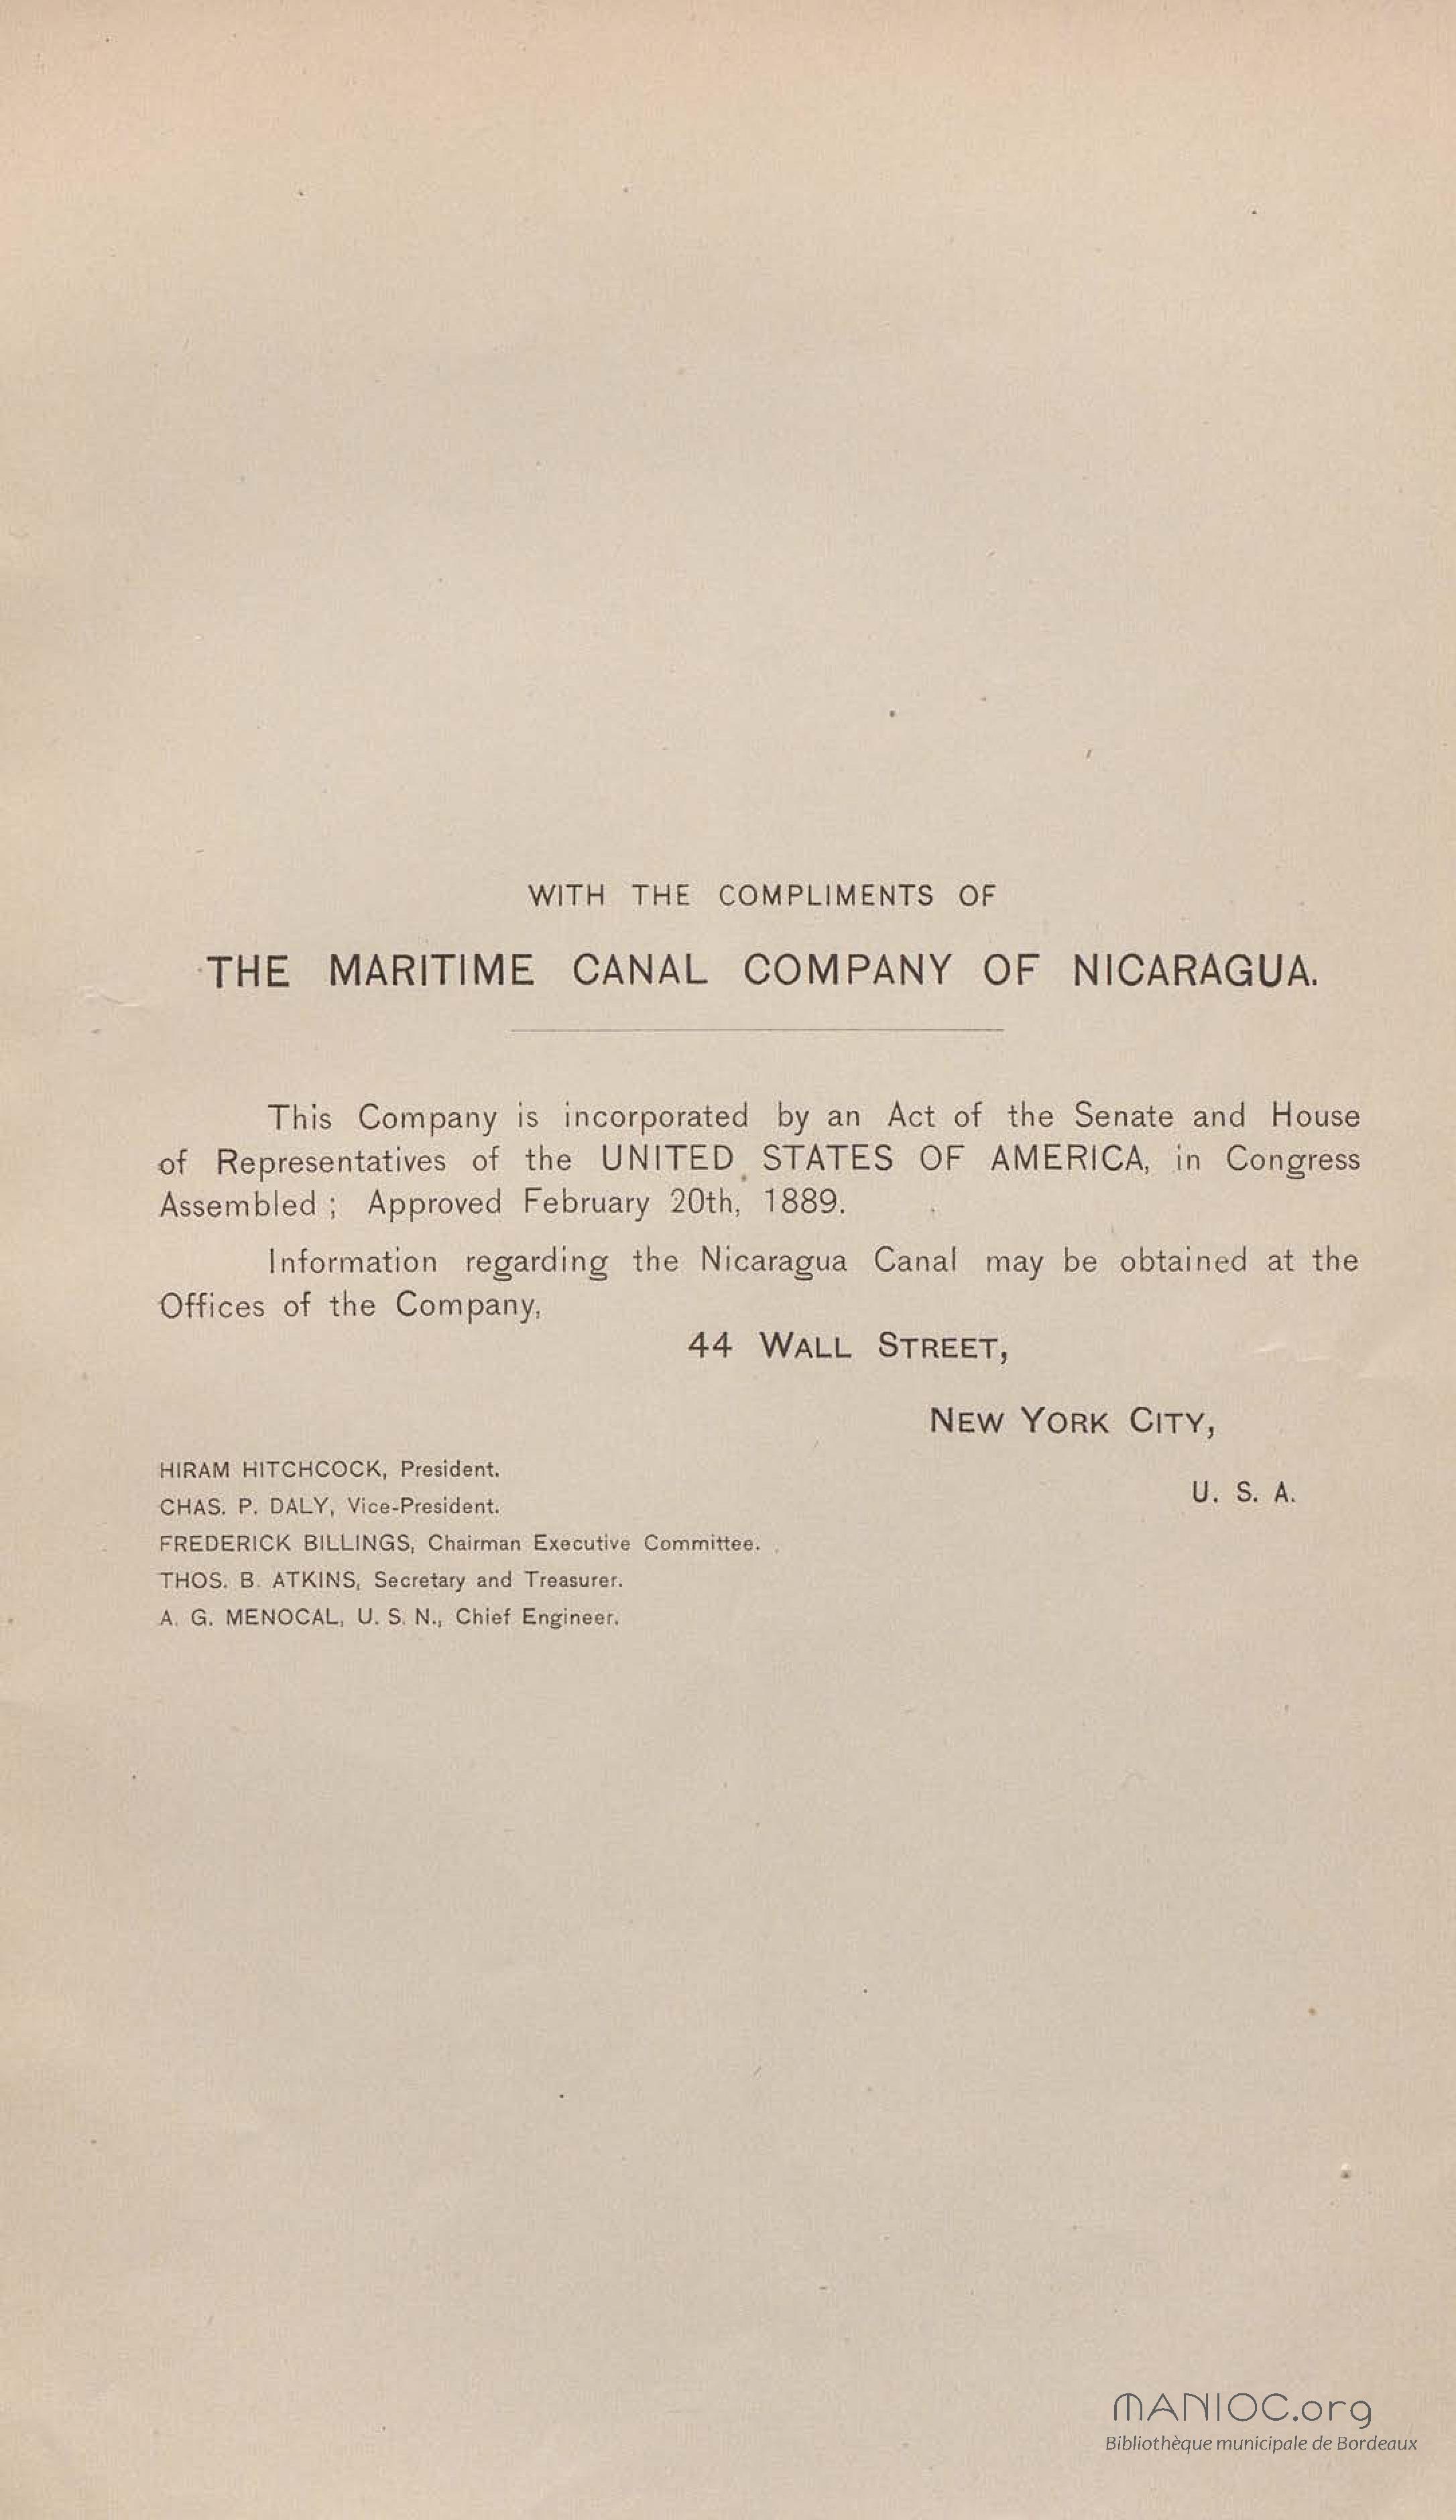 WITH THE COMPLIMENTS OF
THE MARITIME CANAL COMPANY OF NICARAGUA.
This Company is incorporated by an Act of the Senate and House
of Representatives of the UNITED STATES OF AMERICA, in Congress
Assembled ; Approved February 20th, 1889.
Information regarding the Nicaragua Canal may be obtained at the
Offices of the Company,
44 WALL STREET,
NEW YORK CITY,
U. S. A.
HIRAM HITCHCOCK, President.
CHAS. P. DALY, Vice-President.
FREDERICK BILLINGS, Chairman Executive Committee.
THOS. B. ATKINS, Secretary and Treasurer.
A. G. MENOCAL, U. S. N., Chief Engineer.
MANIOC.org
Bibliothèque municipale de Bordeaux